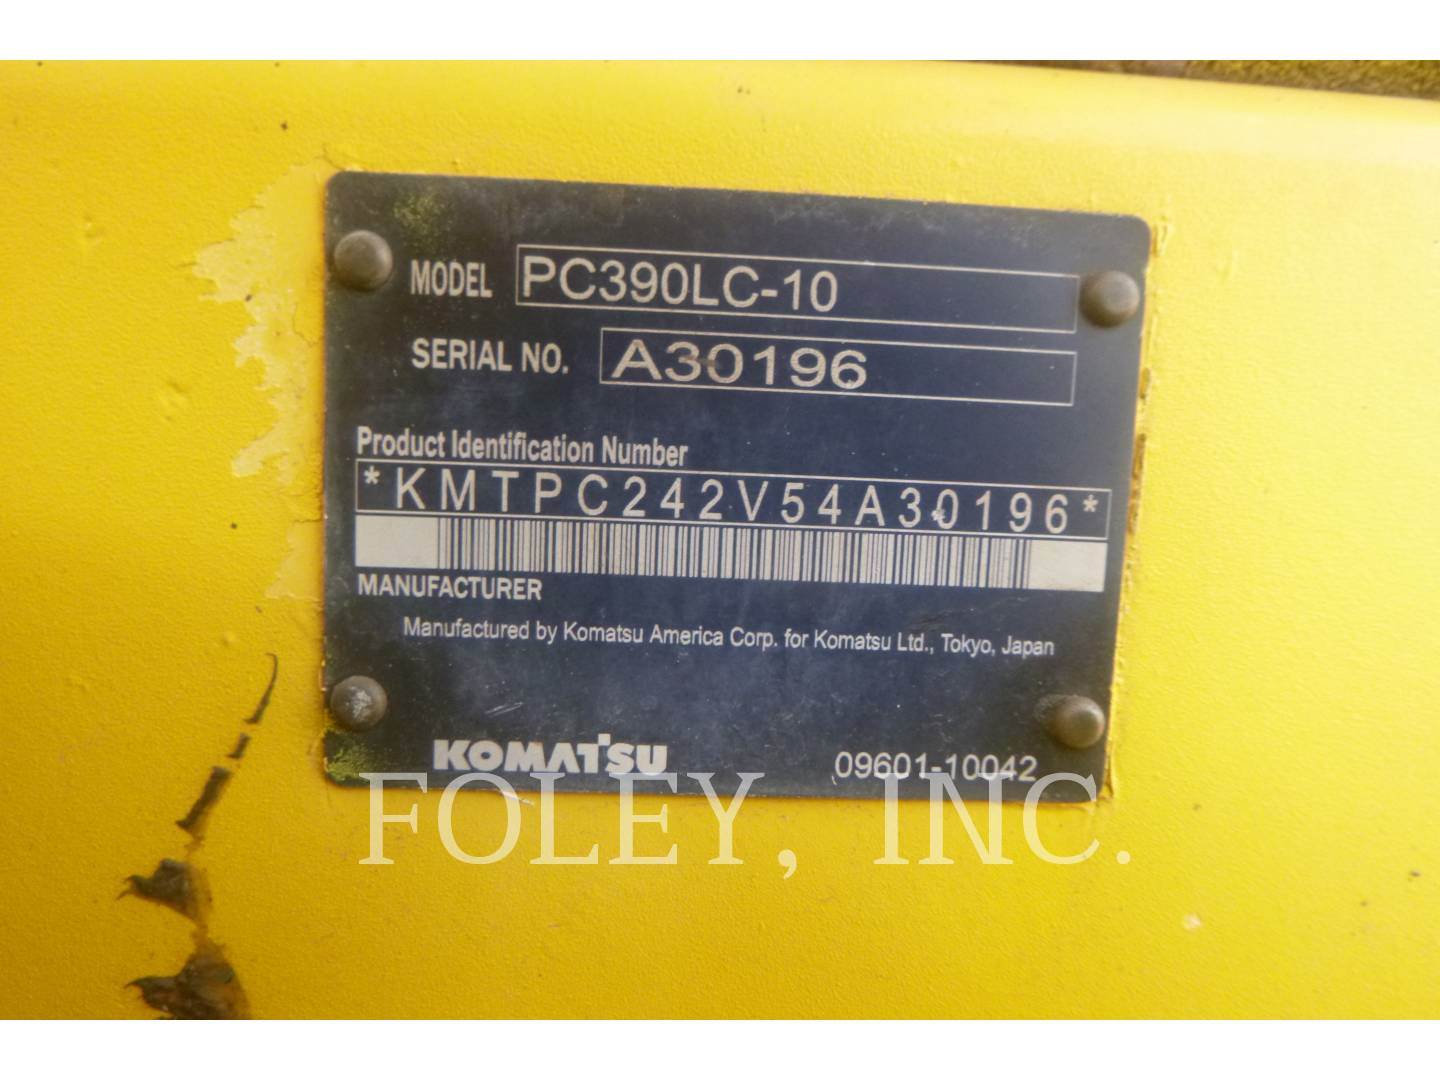 MODEL PC390LC-10
SERIAL NO. A30196
Product Identification Number
*KMTPC242V54A30196*
MANUFACTURER
Manufactured by Komatsu America Corp. for Komatsu Ltd., Tokyo, Japan
KOMATSU 09601-10042
FOLEY, INC.